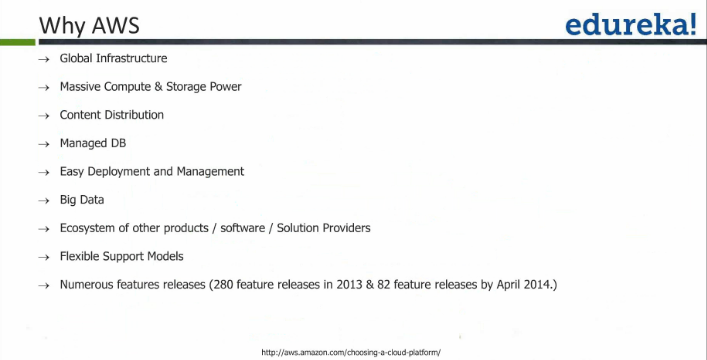 Why AWS
edureka!
→ Global Infrastructure
→ Massive Compute & Storage Power
→ Content Distribution
→ Managed DB
→ Easy Deployment and Management
→ Big Data
→ Ecosystem of other products / software / Solution Providers
→ Flexible Support Models
→ Numerous features releases (280 feature releases in 2013 & 82 feature releases by April 2014.)
http://aws.amazon.com/choosing-a-cloud-platform/